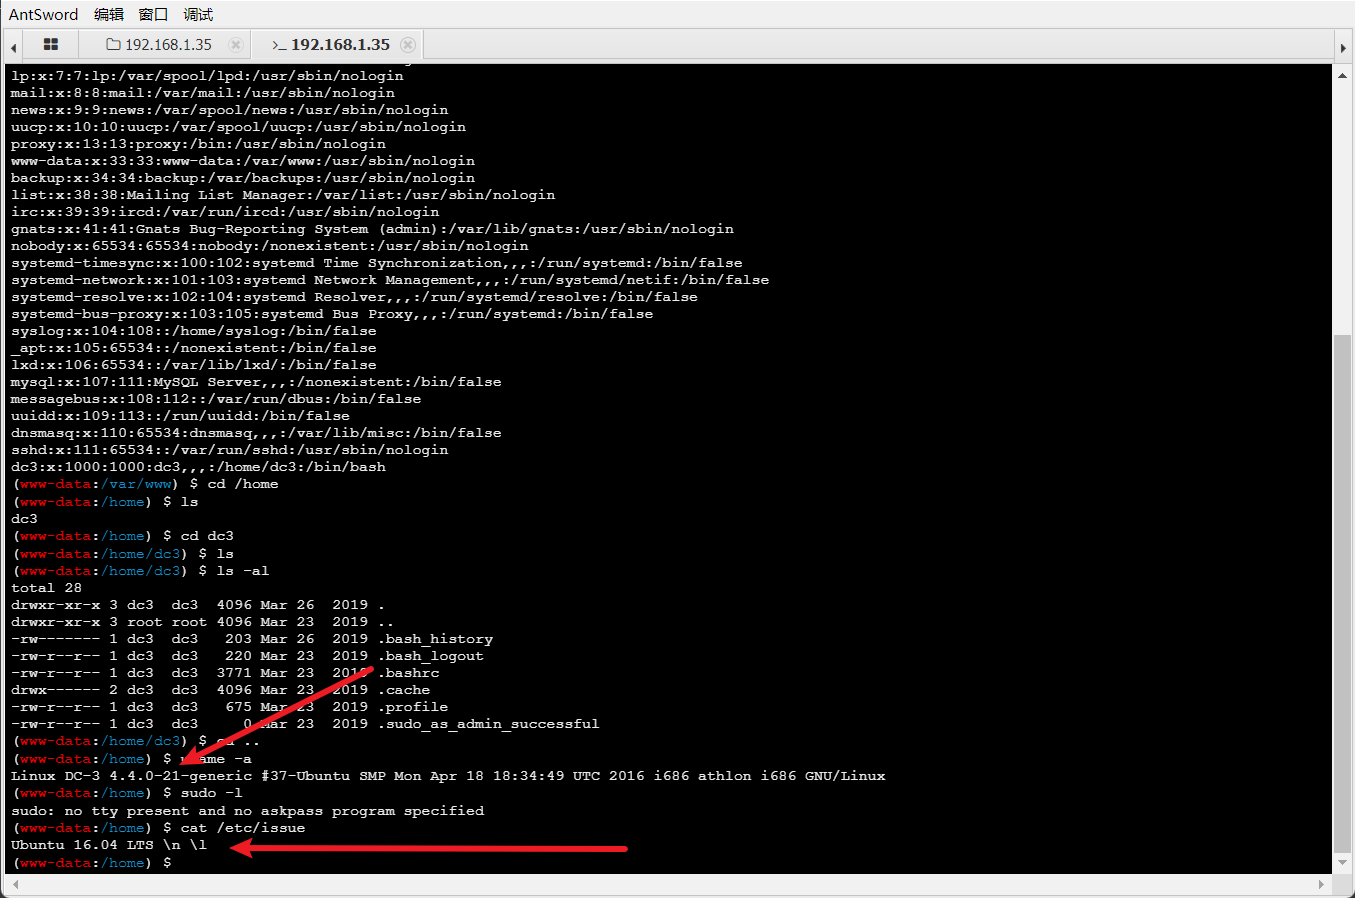 AntSword 编辑 窗口 调试
192.168.1.35 >_ 192.168.1.35
lp:x:7:7:lp:/var/spool/lpd:/usr/sbin/nologin
mail:x:8:8:mail:/var/mail:/usr/sbin/nologin
news:x:9:9:news:/var/spool/news:/usr/sbin/nologin
uucp:x:10:10:uucp:/var/spool/uucp:/usr/sbin/nologin
proxy:x:13:13:proxy:/bin:/usr/sbin/nologin
www-data:x:33:33:www-data:/var/www:/usr/sbin/nologin
backup:x:34:34:backup:/var/backups:/usr/sbin/nologin
list:x:38:38:Mailing List Manager:/var/list:/usr/sbin/nologin
irc:x:39:39:ircd:/var/run/ircd:/usr/sbin/nologin
gnats:x:41:41:Gnats Bug-Reporting System (admin):/var/lib/gnats:/usr/sbin/nologin
nobody:x:65534:65534:nobody:/nonexistent:/usr/sbin/nologin
systemd-timesync:x:100:102:systemd Time Synchronization,,,:/run/systemd:/bin/false
systemd-network:x:101:103:systemd Network Management,,,:/run/systemd/netif:/bin/false
systemd-resolve:x:102:104:systemd Resolver,,,:/run/systemd/resolve:/bin/false
systemd-bus-proxy:x:103:105:systemd Bus Proxy,,,:/run/systemd:/bin/false
syslog:x:104:108::/home/syslog:/bin/false
_apt:x:105:65534::/nonexistent:/bin/false
lxd:x:106:65534::/var/lib/lxd/:/bin/false
mysql:x:107:111:MySQL Server,,,:/nonexistent:/bin/false
messagebus:x:108:112::/var/run/dbus:/bin/false
uuidd:x:109:113::/run/uuidd:/bin/false
dnsmasq:x:110:65534:dnsmasq,,,:/var/lib/misc:/bin/false
sshd:x:111:65534::/var/run/sshd:/usr/sbin/nologin
dc3:x:1000:1000:dc3,,,:/home/dc3:/bin/bash
(www-data:/var/www) $ cd /home
(www-data:/home) $ ls
dc3
(www-data:/home) $ cd dc3
(www-data:/home/dc3) $ ls
(www-data:/home/dc3) $ ls -al
total 28
drwxr-xr-x 3 dc3  dc3  4096 Mar 26  2019 .
drwxr-xr-x 3 root root 4096 Mar 23  2019 ..
-rw------- 1 dc3  dc3   203 Mar 26  2019 .bash_history
-rw-r--r-- 1 dc3  dc3   220 Mar 23  2019 .bash_logout
-rw-r--r-- 1 dc3  dc3  3771 Mar 23  2019 .bashrc
drwx------ 2 dc3  dc3  4096 Mar 23  2019 .cache
-rw-r--r-- 1 dc3  dc3   675 Mar 23  2019 .profile
-rw-r--r-- 1 dc3  dc3     0 Mar 23  2019 .sudo_as_admin_successful
(www-data:/home/dc3) $ cd ..
(www-data:/home) $ uname -a
Linux DC-3 4.4.0-21-generic #37-Ubuntu SMP Mon Apr 18 18:34:49 UTC 2016 i686 athlon i686 GNU/Linux
(www-data:/home) $ sudo -l
sudo: no tty present and no askpass program specified
(www-data:/home) $ cat /etc/issue
Ubuntu 16.04 LTS \n \l
(www-data:/home) $